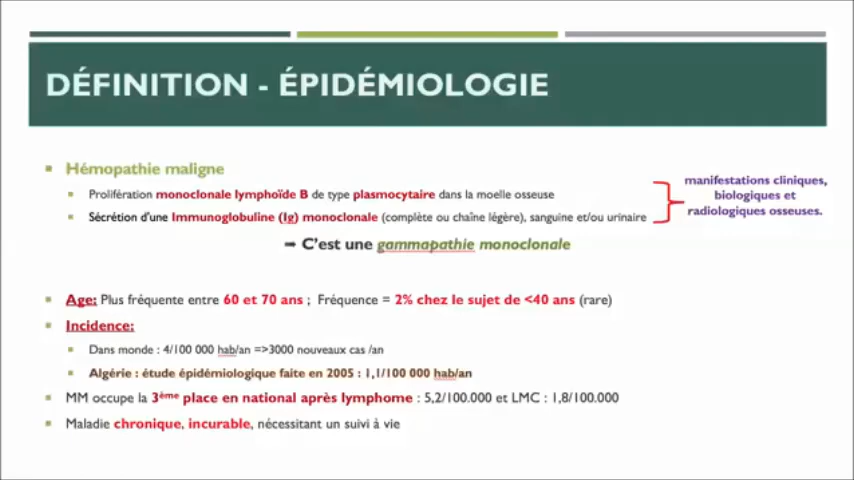 DÉFINITION - ÉPIDÉMIOLOGIE
Hémopathie maligne
Prolifération monoclonale lymphoïde B de type plasmocytaire dans la moelle osseuse
Sécrétion d'une Immunoglobuline (Ig) monoclonale (complète ou chaîne légère), sanguine et/ou urinaire
manifestations cliniques,
biologiques et
radiologiques osseuses.
➡ C'est une gammapathie monoclonale
Age: Plus fréquente entre 60 et 70 ans ; Fréquence = 2% chez le sujet de <40 ans (rare)
Incidence:
Dans monde : 4/100 000 hab/an =>3000 nouveaux cas /an
Algérie : étude épidémiologique faite en 2005 : 1,1/100 000 hab/an
MM occupe la 3ème place en national après lymphome : 5,2/100.000 et LMC : 1,8/100.000
Maladie chronique, incurable, nécessitant un suivi à vie